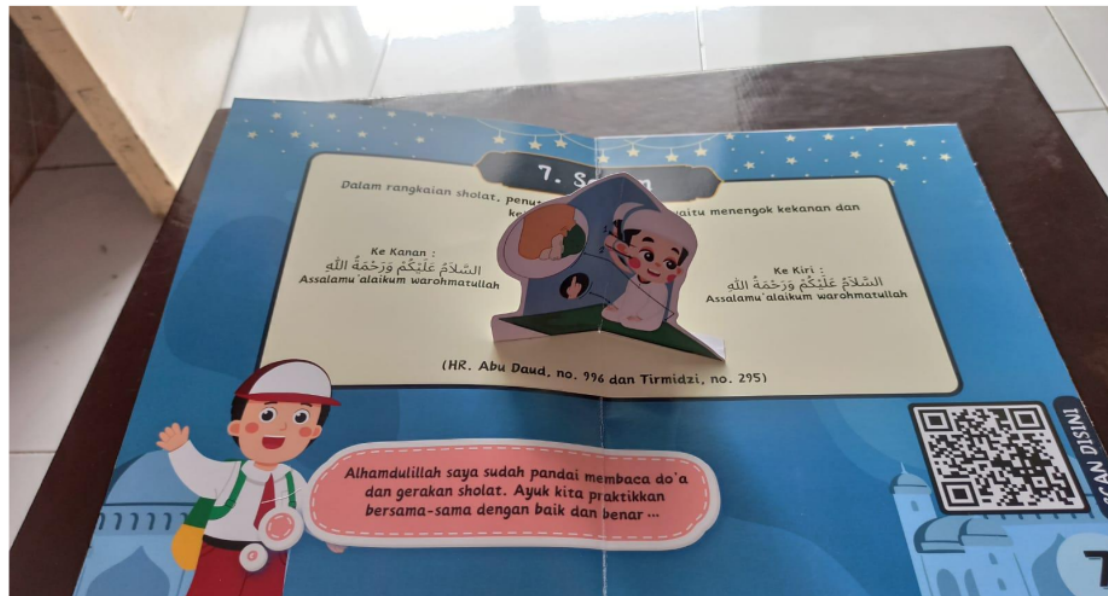 7.
Dalam rangkaian sholat,
yaitu menengok kekanan dan
Ke Kanan :
السَّلَامُ عَلَيْكُمْ وَرَحْمَةُ اللهِ
Assalamu'alaikum warohmatullah
Ke Kiri :
السَّلَامُ عَلَيْكُمْ وَرَحْمَةُ اللهِ
Assalamu'alaikum warohmatullah
(HR. Abu Daud, no. 996 dan Tirmidzi, no. 295)
Alhamdulillah saya sudah pandai membaca do'a
dan gerakan sholat. Ayuk kita praktikkan
bersama-sama dengan baik dan benar ...
SCAN DISINI